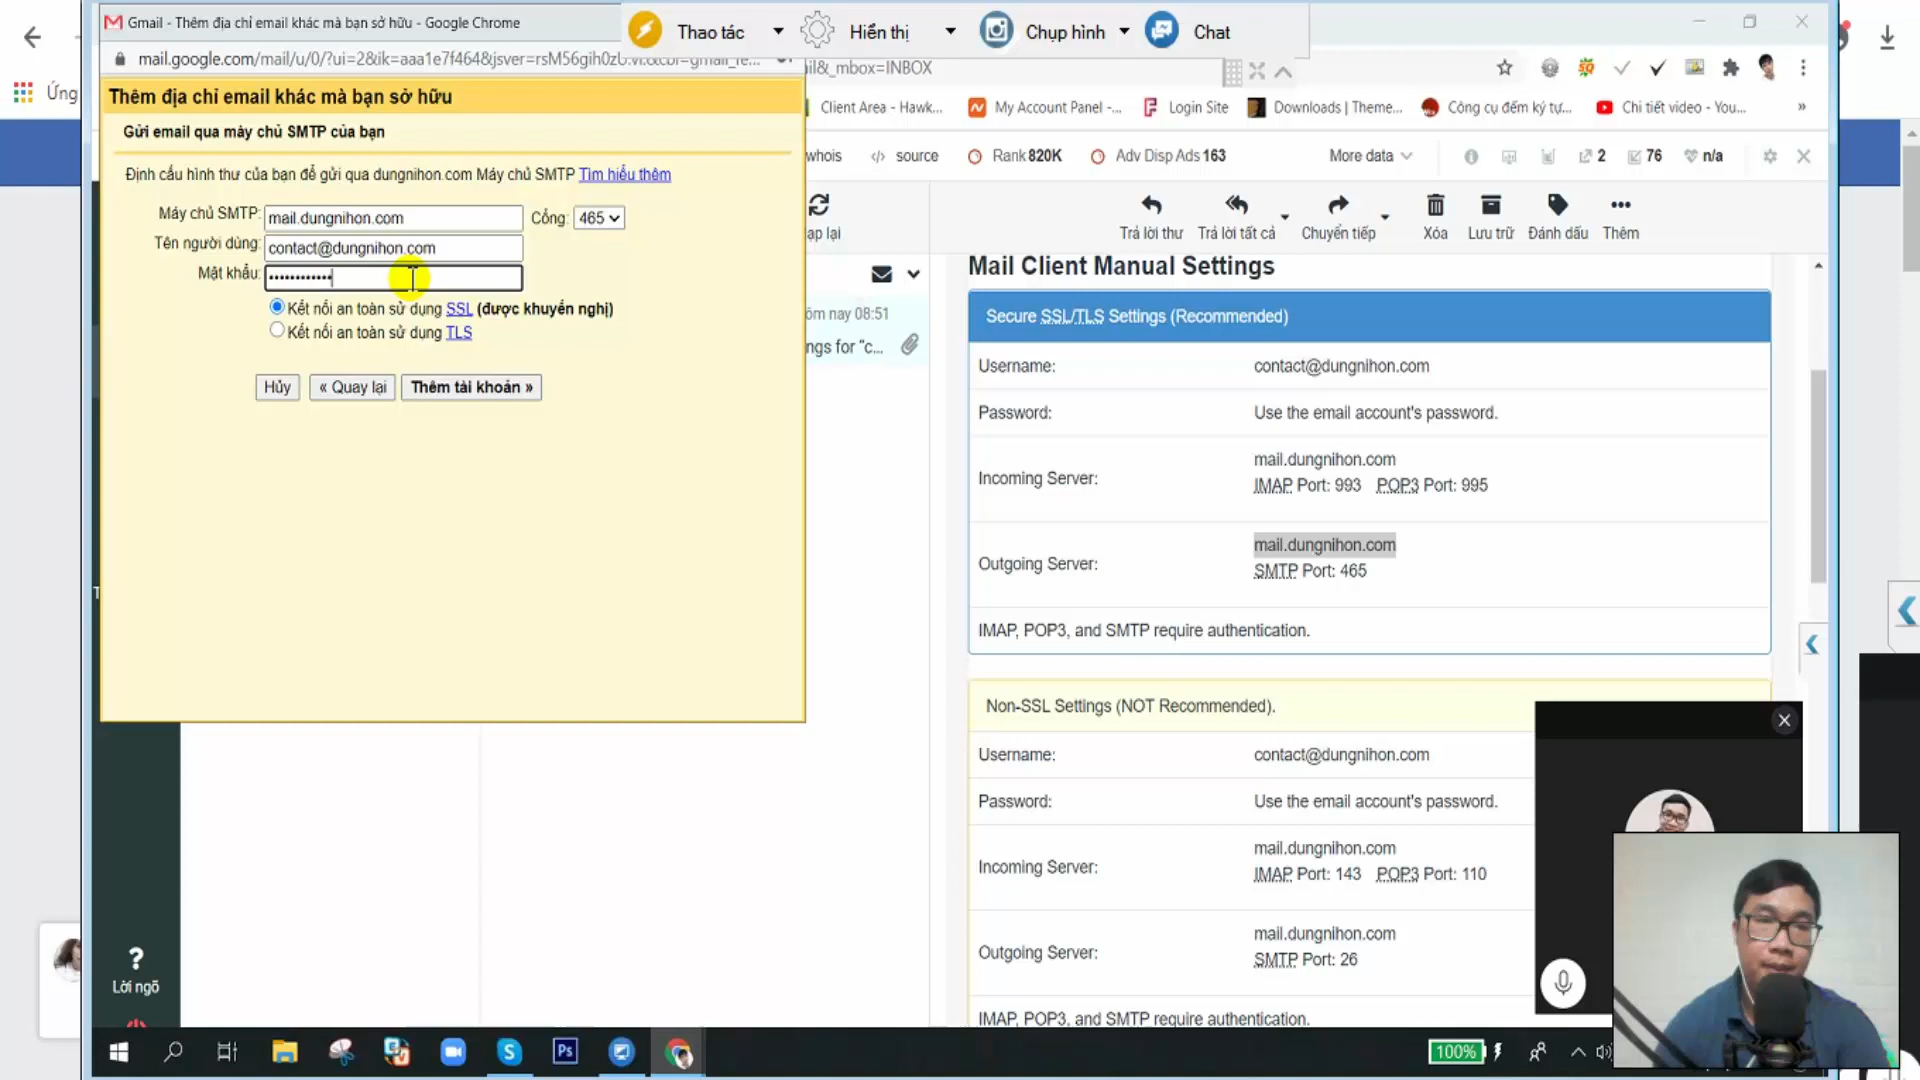 Gmail - Thêm địa chỉ email khác mà bạn sở hữu - Google Chrome
Thao tác
Hiển thị
Chụp hình
Chat
mail.google.com/mail/u/0/?ui=2&ik=aaa1e7f464&jsver=
il&_mbox=INBOX
Ứng
Client Area - Hawk...
My Account Panel -...
Login Site
Downloads | Theme...
Công cụ đếm ký tự...
Chi tiết video - You...
»
Thêm địa chỉ email khác mà bạn sở hữu
Gửi email qua máy chủ SMTP của bạn
Định cấu hình thư của bạn để gửi qua dungnihon.com Máy chủ SMTP Tìm hiểu thêm
Máy chủ SMTP: mail.dungnihon.com Cổng: 465
Tên người dùng: contact@dungnihon.com
Mật khẩu: ••••••••••••
Kết nối an toàn sử dụng SSL (được khuyến nghị)
Kết nối an toàn sử dụng TLS
Hủy
« Quay lại
Thêm tài khoản »
whois
source
Rank 820K
Adv Disp Ads 163
More data
2
76
n/a
ạp lại
Trả lời thư
Trả lời tất cả
Chuyển tiếp
Xóa
Lưu trữ
Đánh dấu
Thêm
ôm nay 08:51
ngs for “c...
Mail Client Manual Settings
Secure SSL/TLS Settings (Recommended)
Username: contact@dungnihon.com
Password: Use the email account's password.
Incoming Server: mail.dungnihon.com
IMAP Port: 993 POP3 Port: 995
Outgoing Server: mail.dungnihon.com
SMTP Port: 465
IMAP, POP3, and SMTP require authentication.
Non-SSL Settings (NOT Recommended).
Username: contact@dungnihon.com
Password: Use the email account's password.
Incoming Server: mail.dungnihon.com
IMAP Port: 143 POP3 Port: 110
Outgoing Server: mail.dungnihon.com
SMTP Port: 26
IMAP, POP3, and SMTP require authentication.
?
Lời ngõ
Ps
100%